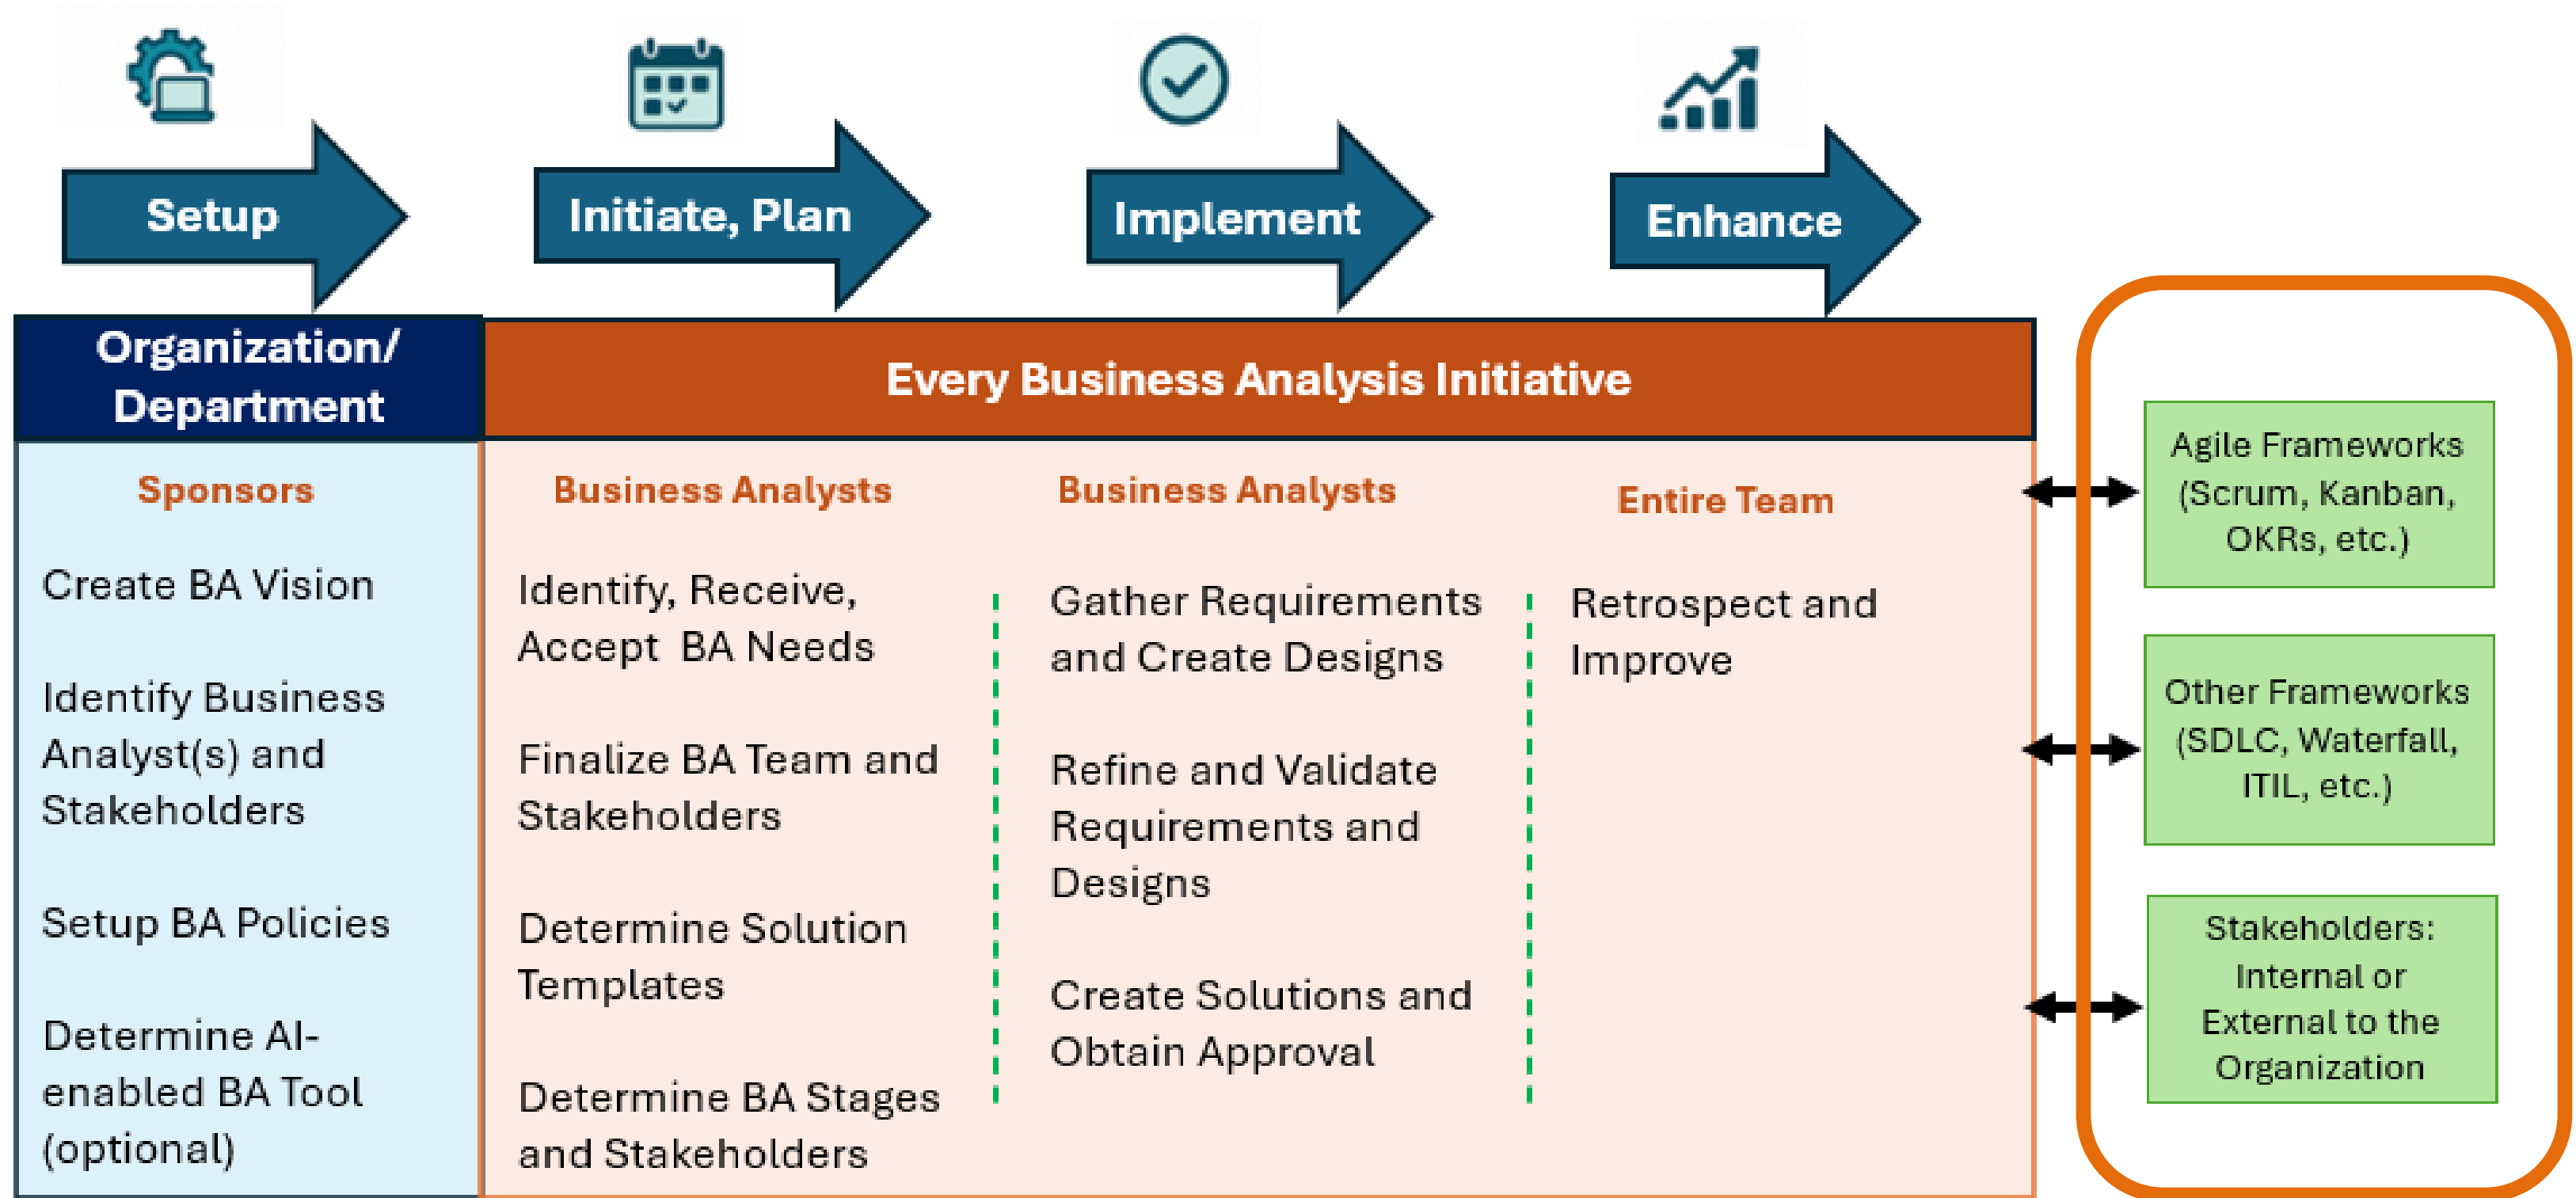 Setup
Initiate, Plan
Implement
Enhance
Organization/
Department
Every Business Analysis Initiative
Sponsors
Create BA Vision
Identify Business
Analyst(s) and
Stakeholders
Setup BA Policies
Determine AI-
enabled BA Tool
(optional)
Business Analysts
Identify, Receive,
Accept  BA Needs
Finalize BA Team and
Stakeholders
Determine Solution
Templates
Determine BA Stages
and Stakeholders
Business Analysts
Gather Requirements
and Create Designs
Refine and Validate
Requirements and
Designs
Create Solutions and
Obtain Approval
Entire Team
Retrospect and
Improve
Agile Frameworks
(Scrum, Kanban,
OKRs, etc.)
Other Frameworks
(SDLC, Waterfall,
ITIL, etc.)
Stakeholders:
Internal or
External to the
Organization